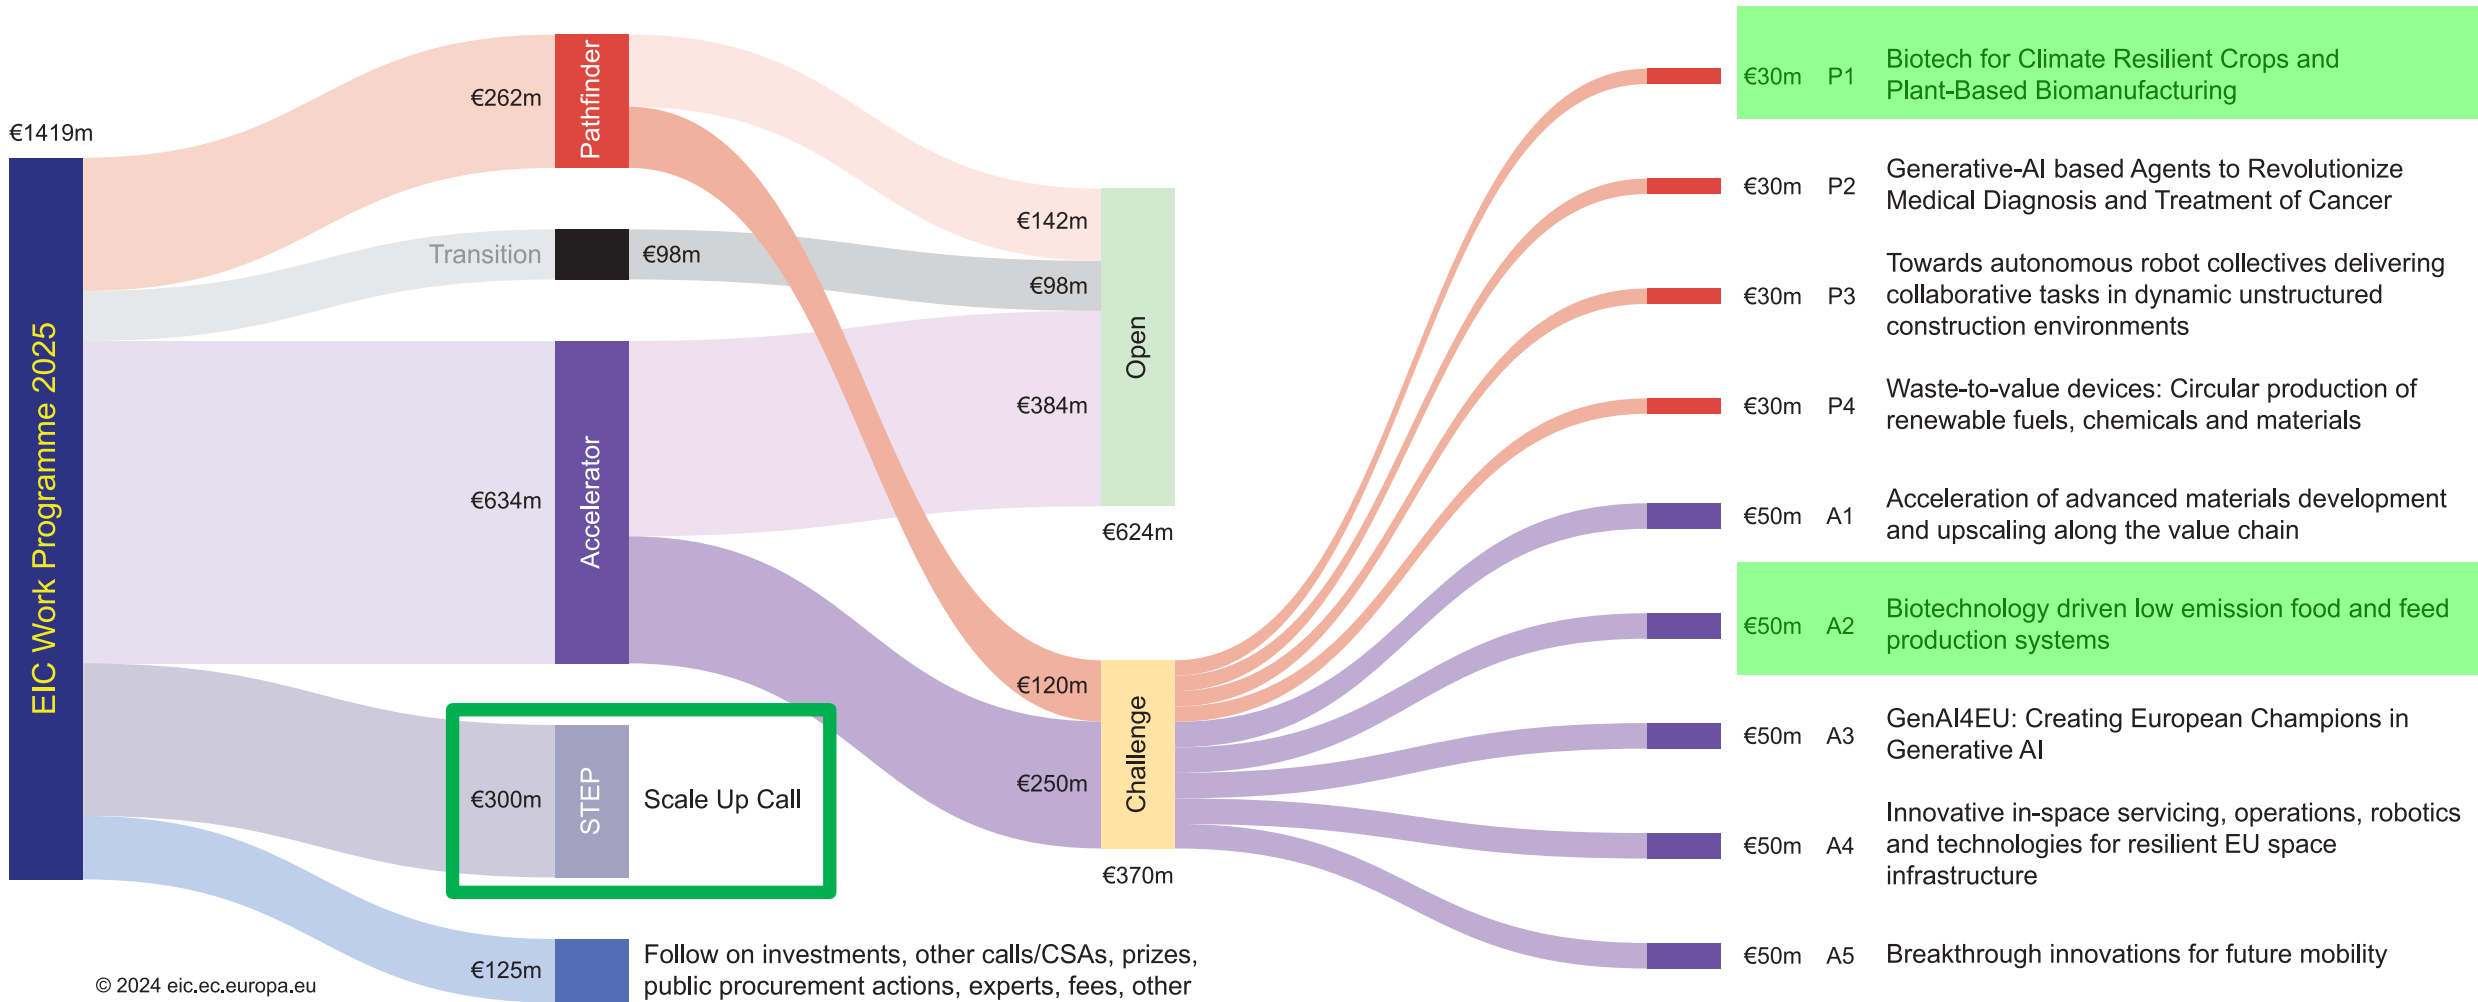 €1419m
EIC Work Programme 2025
€262m
Pathfinder
Transition
€98m
€634m
Accelerator
€300m
STEP
Scale Up Call
€125m
Follow on investments, other calls/CSAs, prizes,
public procurement actions, experts, fees, other
€142m
€98m
€384m
Open
€624m
€120m
€250m
Challenge
€370m
€30m P1 Biotech for Climate Resilient Crops and
Plant-Based Biomanufacturing
€30m P2 Generative-AI based Agents to Revolutionize
Medical Diagnosis and Treatment of Cancer
€30m P3 Towards autonomous robot collectives delivering
collaborative tasks in dynamic unstructured
construction environments
€30m P4 Waste-to-value devices: Circular production of
renewable fuels, chemicals and materials
€50m A1 Acceleration of advanced materials development
and upscaling along the value chain
€50m A2 Biotechnology driven low emission food and feed
production systems
€50m A3 GenAI4EU: Creating European Champions in
Generative AI
€50m A4 Innovative in-space servicing, operations, robotics
and technologies for resilient EU space
infrastructure
€50m A5 Breakthrough innovations for future mobility
© 2024 eic.ec.europa.eu